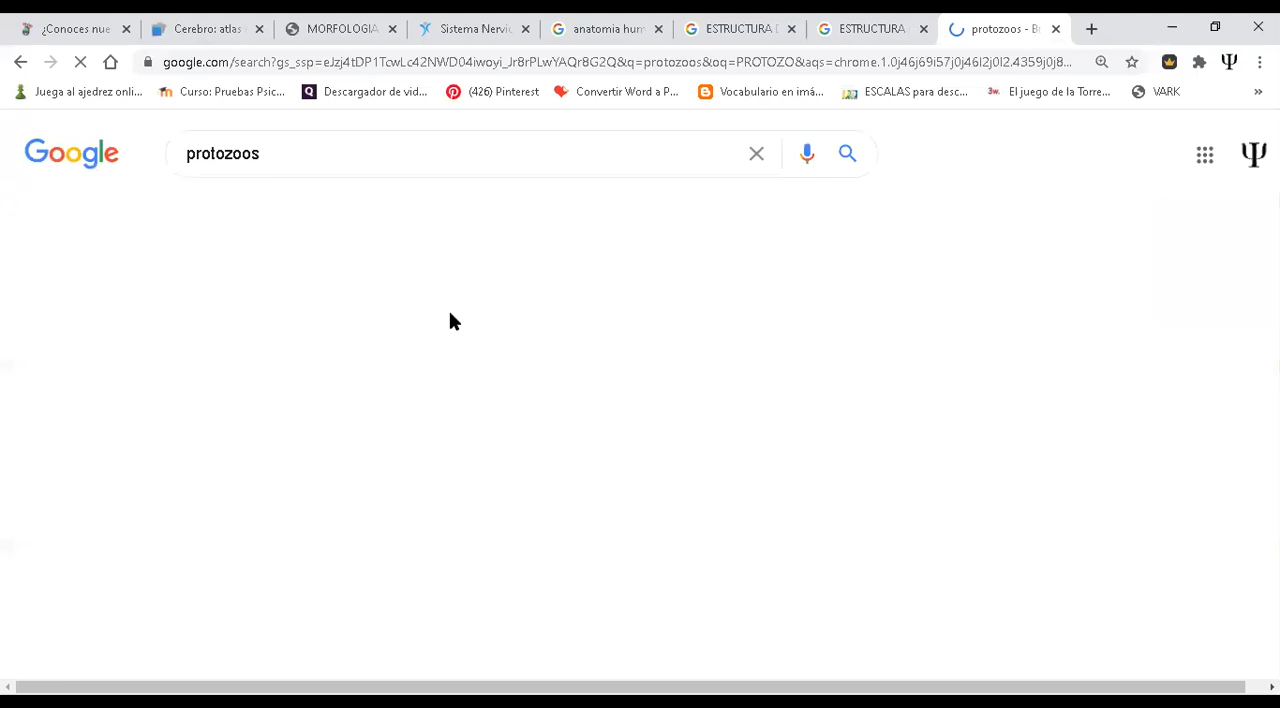 ¿Conoces nue
Cerebro: atlas
MORFOLOGIA
Sistema Nervi
anatomia hum
ESTRUCTURA D
ESTRUCTURA
protozoos - B
google.com/search?gs_ssp=eJzj4tDP1TcwLc42NWD04iwoyi_Jr8rPLwYAQr8G2Q&q=protozoos&oq=PROTOZO&aqs=chrome.1.0j46j69i57j0j46l2j0l2.4359j0j8...
Juega al ajedrez onli...
Curso: Pruebas Psic...
Descargador de vid...
(426) Pinterest
Convertir Word a P...
Vocabulario en imá...
ESCALAS para desc...
3w. El juego de la Torre...
VARK
»
Google
protozoos
Ψ